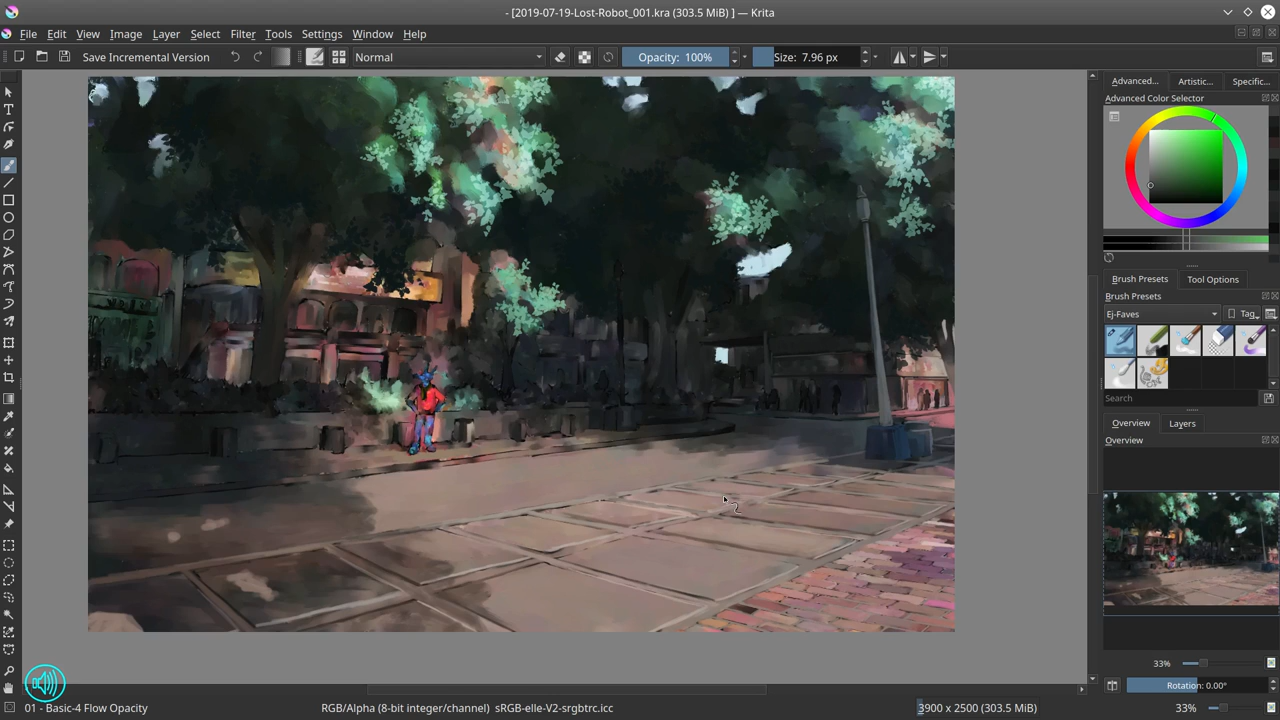 - [2019-07-19-Lost-Robot_001.kra (303.5 MiB) ] — Krita
File Edit View Image Layer Select Filter Tools Settings Window Help
Save Incremental Version Normal Opacity: 100% Size: 7.96 px
Advanced... Artistic... Specific...
Advanced Color Selector
Brush Presets Tool Options
Brush Presets
Ej-Faves Tag
Search
Overview Layers
Overview
33%
Rotation: 0.00°
01 - Basic-4 Flow Opacity RGB/Alpha (8-bit integer/channel) sRGB-elle-V2-srgbtrc.icc 3900 x 2500 (303.5 MiB) 33%